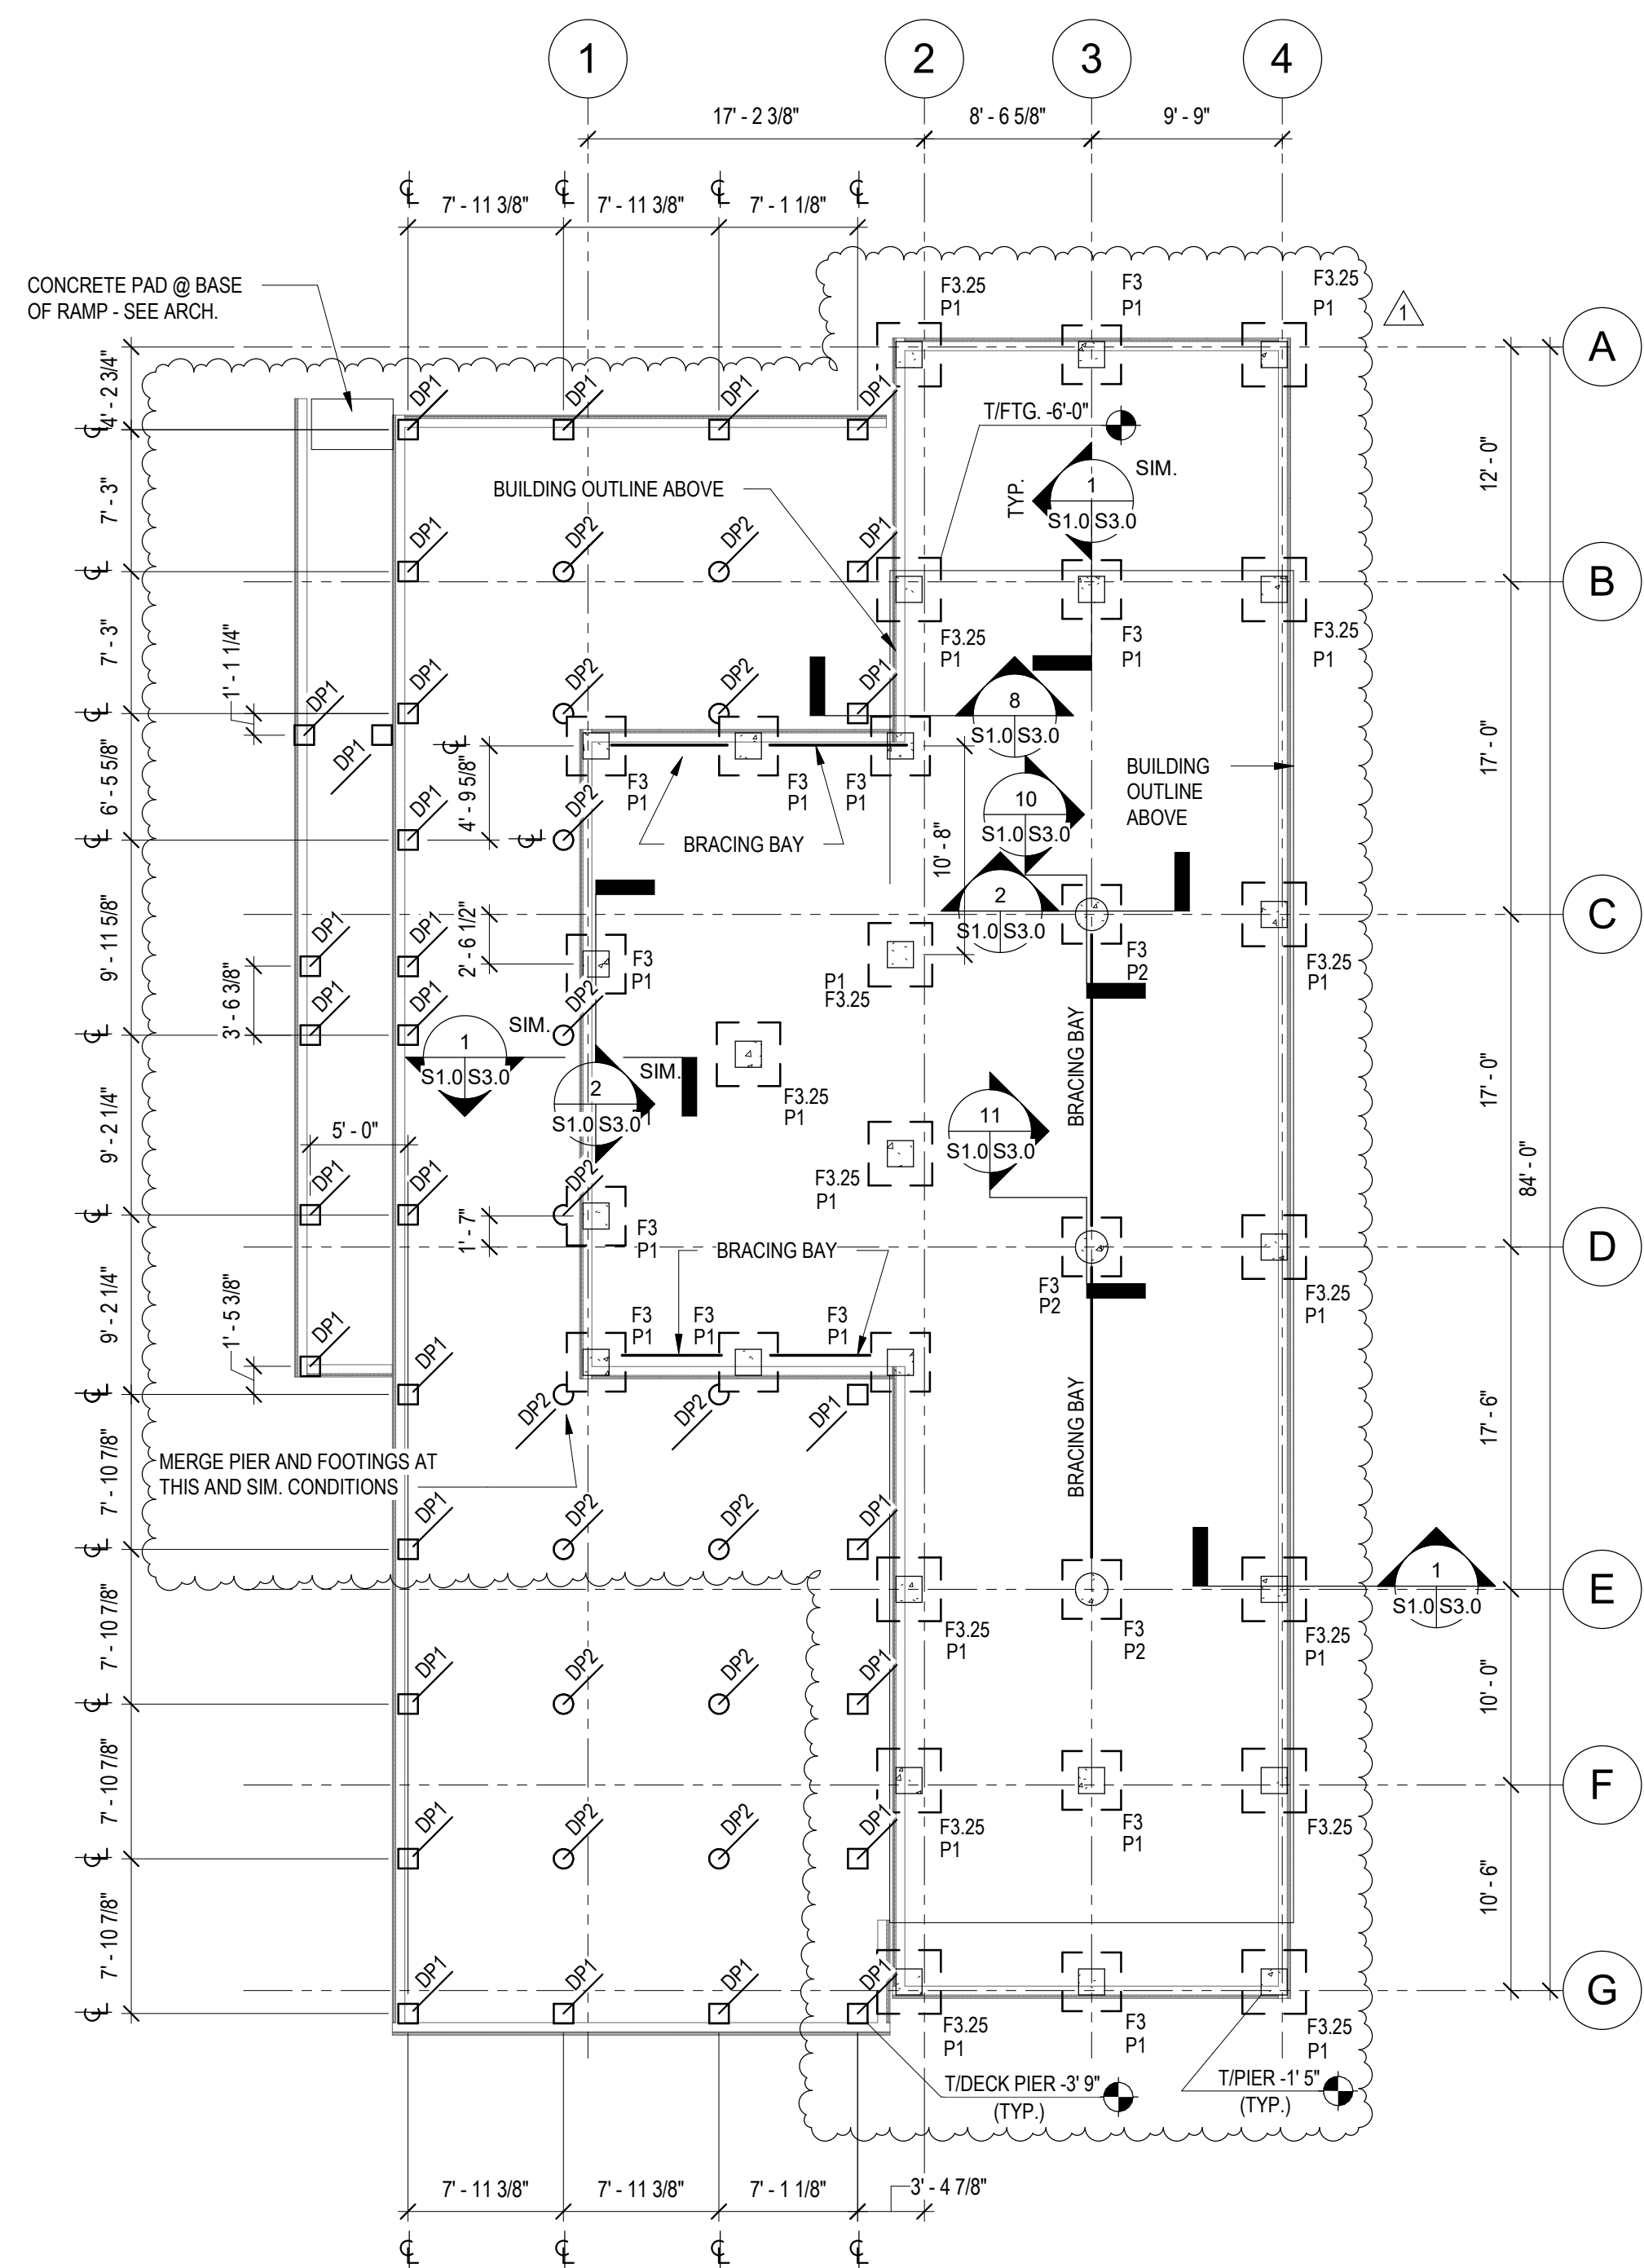 1
2
3
4
17' - 2 3/8"
8' - 6 5/8"
9' - 9"
7' - 11 3/8"
7' - 11 3/8"
7' - 1 1/8"
CONCRETE PAD @ BASE
OF RAMP - SEE ARCH.
F3.25
P1
F3
P1
F3.25
P1
1
A
4' - 2 3/4"
DP1
DP1
DP1
DP1
T/FTG. -6'-0"
12' - 0"
7' - 3"
BUILDING OUTLINE ABOVE
TYP.
1
S1.0
S3.0
SIM.
DP1
DP2
DP2
DP1
B
F3.25
P1
F3
P1
F3.25
P1
7' - 3"
1' - 1 1/4"
DP1
DP1
DP1
DP2
DP2
DP1
8
S1.0
S3.0
17' - 0"
6' - 5 5/8"
4' - 9 5/8"
F3
P1
F3
P1
F3
P1
BUILDING
OUTLINE
ABOVE
10
S1.0
S3.0
DP1
DP2
BRACING BAY
10' - 8"
2
S1.0
S3.0
C
9' - 11 5/8"
2' - 6 1/2"
DP1
DP1
F3
P1
P1
F3.25
F3
P2
F3.25
P1
3' - 6 3/8"
DP1
DP1
DP2
1
S1.0
S3.0
SIM.
2
S1.0
S3.0
SIM.
F3.25
P1
BRACING BAY
11
S1.0
S3.0
17' - 0"
84' - 0"
9' - 2 1/4"
5' - 0"
DP1
DP1
DP2
F3.25
P1
1' - 7"
F3
P1
BRACING BAY
D
F3
P2
F3.25
P1
9' - 2 1/4"
1' - 5 3/8"
DP1
DP1
F3
P1
F3
P1
F3
P1
DP2
DP2
DP1
BRACING BAY
17' - 6"
MERGE PIER AND FOOTINGS AT
THIS AND SIM. CONDITIONS
7' - 10 7/8"
DP1
DP2
DP2
DP1
1
S1.0
S3.0
E
F3.25
P1
F3
P2
F3.25
P1
7' - 10 7/8"
DP1
DP2
DP2
DP1
10' - 0"
F
7' - 10 7/8"
DP1
DP2
DP2
DP1
F3.25
P1
F3
P1
F3.25
10' - 6"
7' - 10 7/8"
DP1
DP1
DP1
DP1
G
F3.25
P1
F3
P1
F3.25
P1
T/DECK PIER -3' 9"
(TYP.)
T/PIER -1' 5"
(TYP.)
7' - 11 3/8"
7' - 11 3/8"
7' - 1 1/8"
3' - 4 7/8"